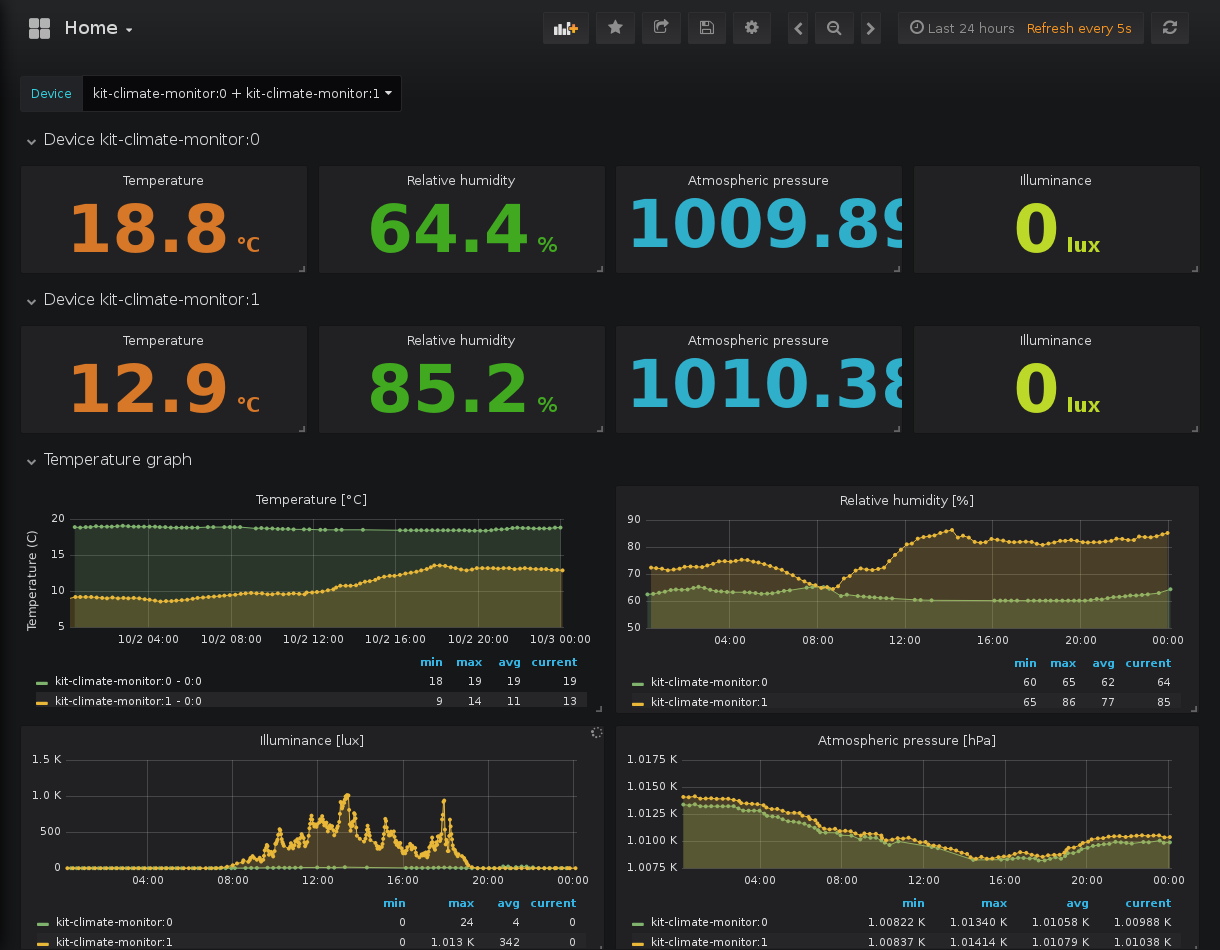 Home
Last 24 hours Refresh every 5s
Device kit-climate-monitor:0 + kit-climate-monitor:1
Device kit-climate-monitor:0
Temperature Relative humidity Atmospheric pressure Illuminance
18.8 °C 64.4 % 1009.89 0 lux
Device kit-climate-monitor:1
Temperature Relative humidity Atmospheric pressure Illuminance
12.9 °C 85.2 % 1010.38 0 lux
Temperature graph
Temperature [°C]
Temperature (C)
20
15
10
5
10/2 04:00 10/2 08:00 10/2 12:00 10/2 16:00 10/2 20:00 10/3 00:00
min max avg current
kit-climate-monitor:0 - 0:0 18 19 19 19
kit-climate-monitor:1 - 0:0 9 14 11 13
Relative humidity [%]
90
80
70
60
50
04:00 08:00 12:00 16:00 20:00 00:00
min max avg current
kit-climate-monitor:0 60 65 62 64
kit-climate-monitor:1 65 86 77 85
Illuminance [lux]
1.5 K
1.0 K
500
0
04:00 08:00 12:00 16:00 20:00 00:00
min max avg current
kit-climate-monitor:0 0 24 4 0
kit-climate-monitor:1 0 1.013 K 342 0
Atmospheric pressure [hPa]
1.0175 K
1.0150 K
1.0125 K
1.0100 K
1.0075 K
04:00 08:00 12:00 16:00 20:00 00:00
min max avg current
kit-climate-monitor:0 1.00822 K 1.01340 K 1.01058 K 1.00988 K
kit-climate-monitor:1 1.00837 K 1.01414 K 1.01079 K 1.01038 K